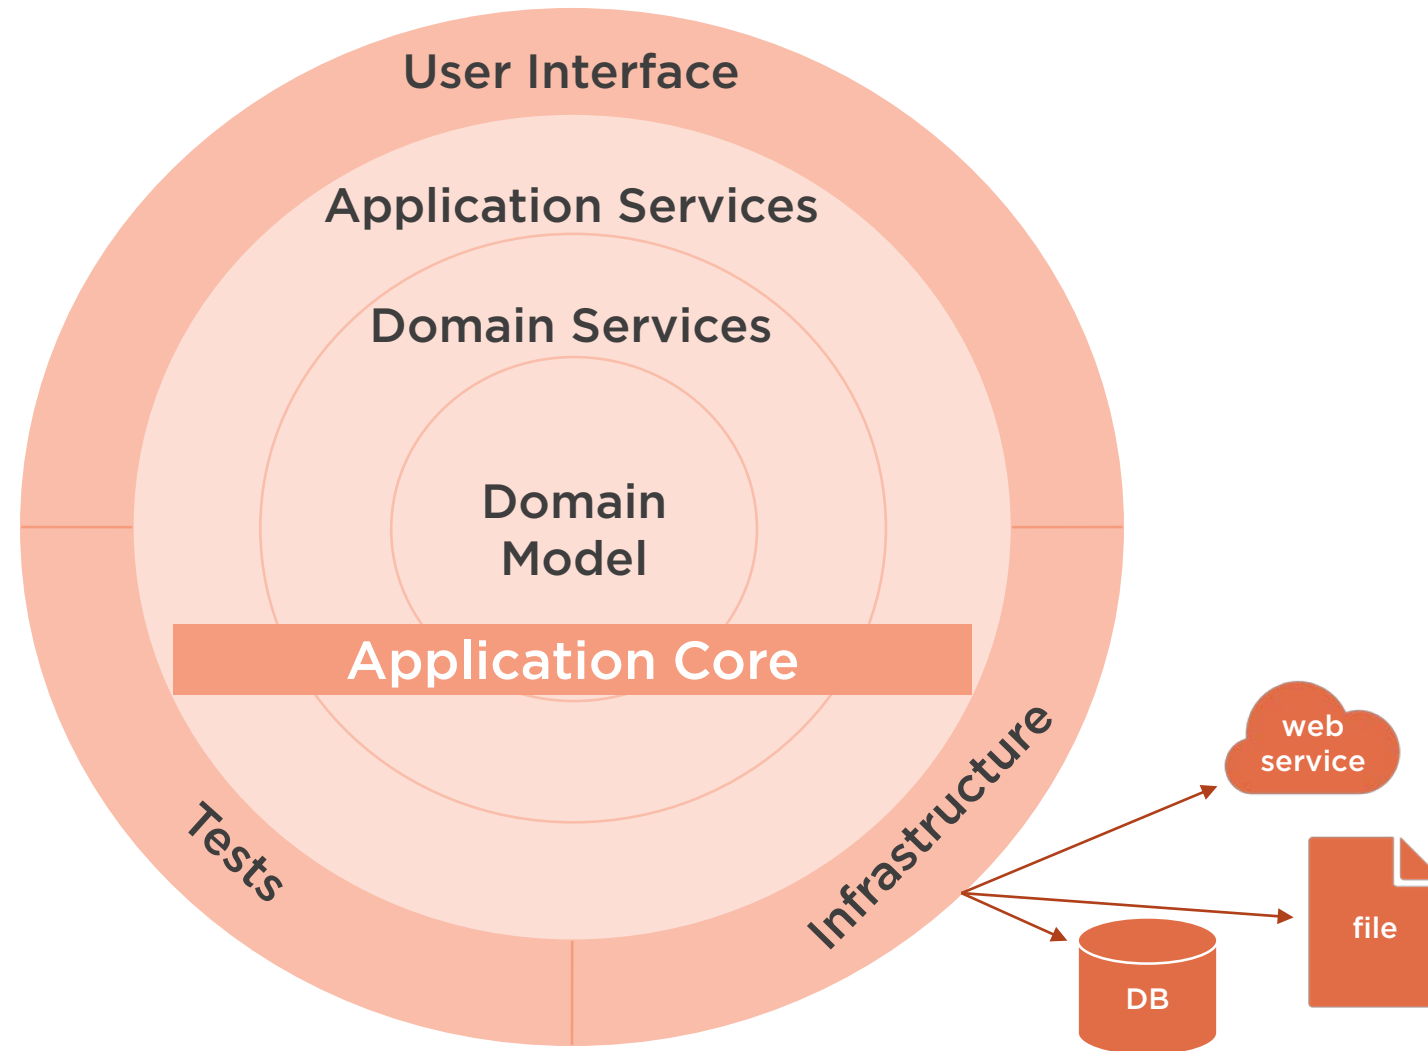 User Interface
Application Services
Domain Services
Domain
Model
Application Core
Tests
Infrastructure
web
service
file
DB